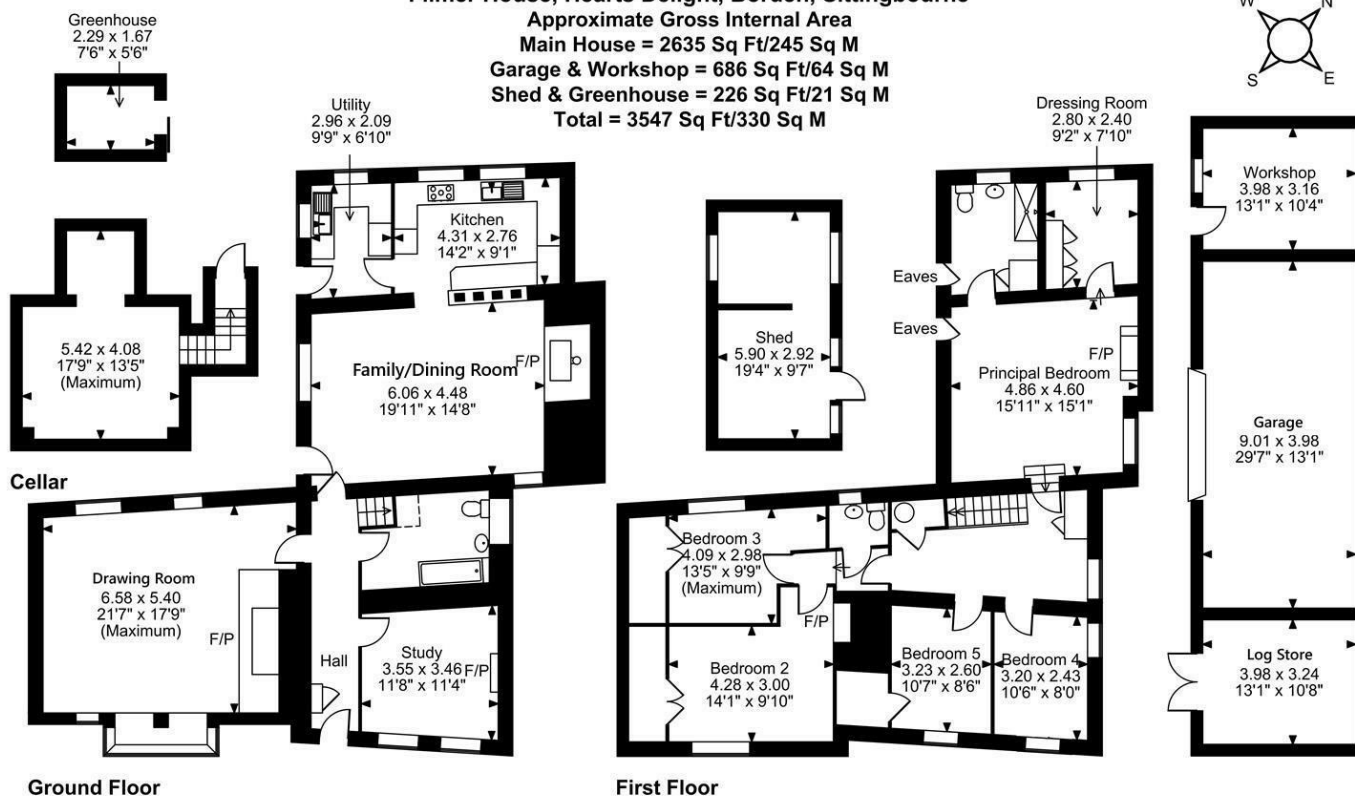 Filmer House, Hearts Delight, Borden, Sittingbourne
Approximate Gross Internal Area
Main House = 2635 Sq Ft/245 Sq M
Garage & Workshop = 686 Sq Ft/64 Sq M
Shed & Greenhouse = 226 Sq Ft/21 Sq M
Total = 3547 Sq Ft/330 Sq M
W
N
S
E
Greenhouse
2.29 x 1.67
7'6" x 5'6"
Utility
2.96 x 2.09
9'9" x 6'10"
Kitchen
4.31 x 2.76
14'2" x 9'1"
5.42 x 4.08
17'9" x 13'5"
(Maximum)
Cellar
Family/Dining Room
6.06 x 4.48
19'11" x 14'8"
F/P
Drawing Room
6.58 x 5.40
21'7" x 17'9"
(Maximum)
F/P
Hall
Study
3.55 x 3.46
11'8" x 11'4"
F/P
Ground Floor
Shed
5.90 x 2.92
19'4" x 9'7"
Dressing Room
2.80 x 2.40
9'2" x 7'10"
Eaves
Eaves
Principal Bedroom
4.86 x 4.60
15'11" x 15'1"
F/P
Bedroom 3
4.09 x 2.98
13'5" x 9'9"
(Maximum)
F/P
Bedroom 2
4.28 x 3.00
14'1" x 9'10"
Bedroom 5
3.23 x 2.60
10'7" x 8'6"
Bedroom 4
3.20 x 2.43
10'6" x 8'0"
First Floor
Workshop
3.98 x 3.16
13'1" x 10'4"
Garage
9.01 x 3.98
29'7" x 13'1"
Log Store
3.98 x 3.24
13'1" x 10'8"